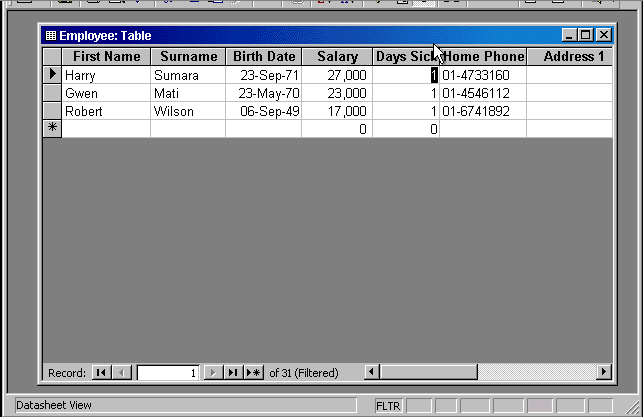 Employee: Table
First Name Surname Birth Date Salary Days Sick Home Phone Address 1
Harry Sumara 23-Sep-71 27,000 1 01-4733160
Gwen Mati 23-May-70 23,000 1 01-4546112
Robert Wilson 06-Sep-49 17,000 1 01-6741892
0 0
Record: 1 of 31 (Filtered)
Datasheet View FLTR